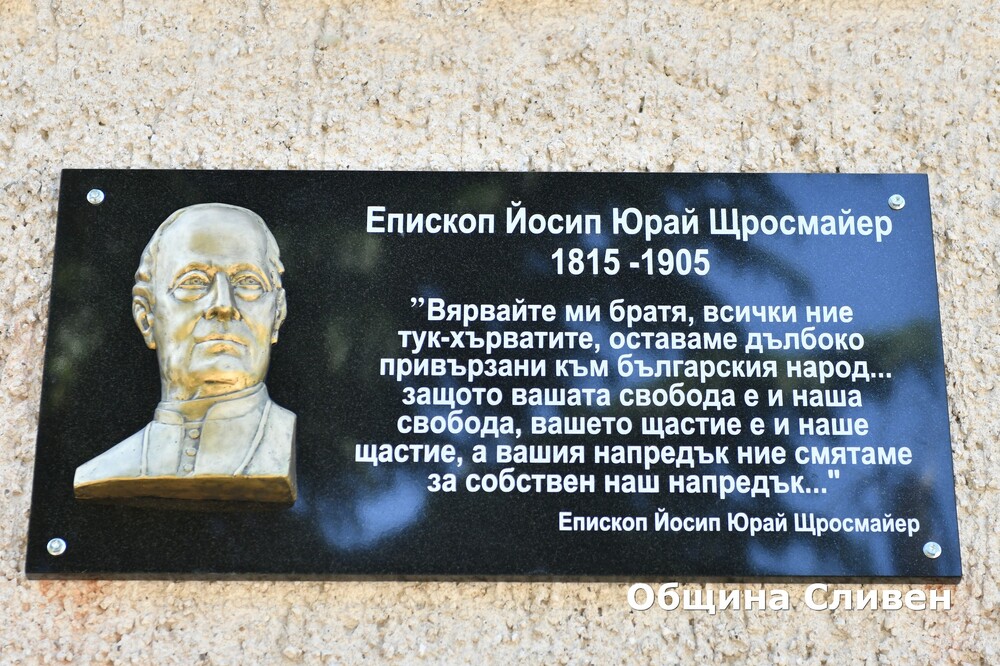 Епископ Йосип Юрай Щросмайер
1815 -1905
”Вярвайте ми братя, всички ние
тук-хърватите, оставаме дълбоко
привързани към българския народ...
защото вашата свобода е и наша
свобода, вашето щастие е и наше
щастие, а вашия напредък ние смятаме
за собствен наш напредък..."
Епископ Йосип Юрай Щросмайер
Община Сливен